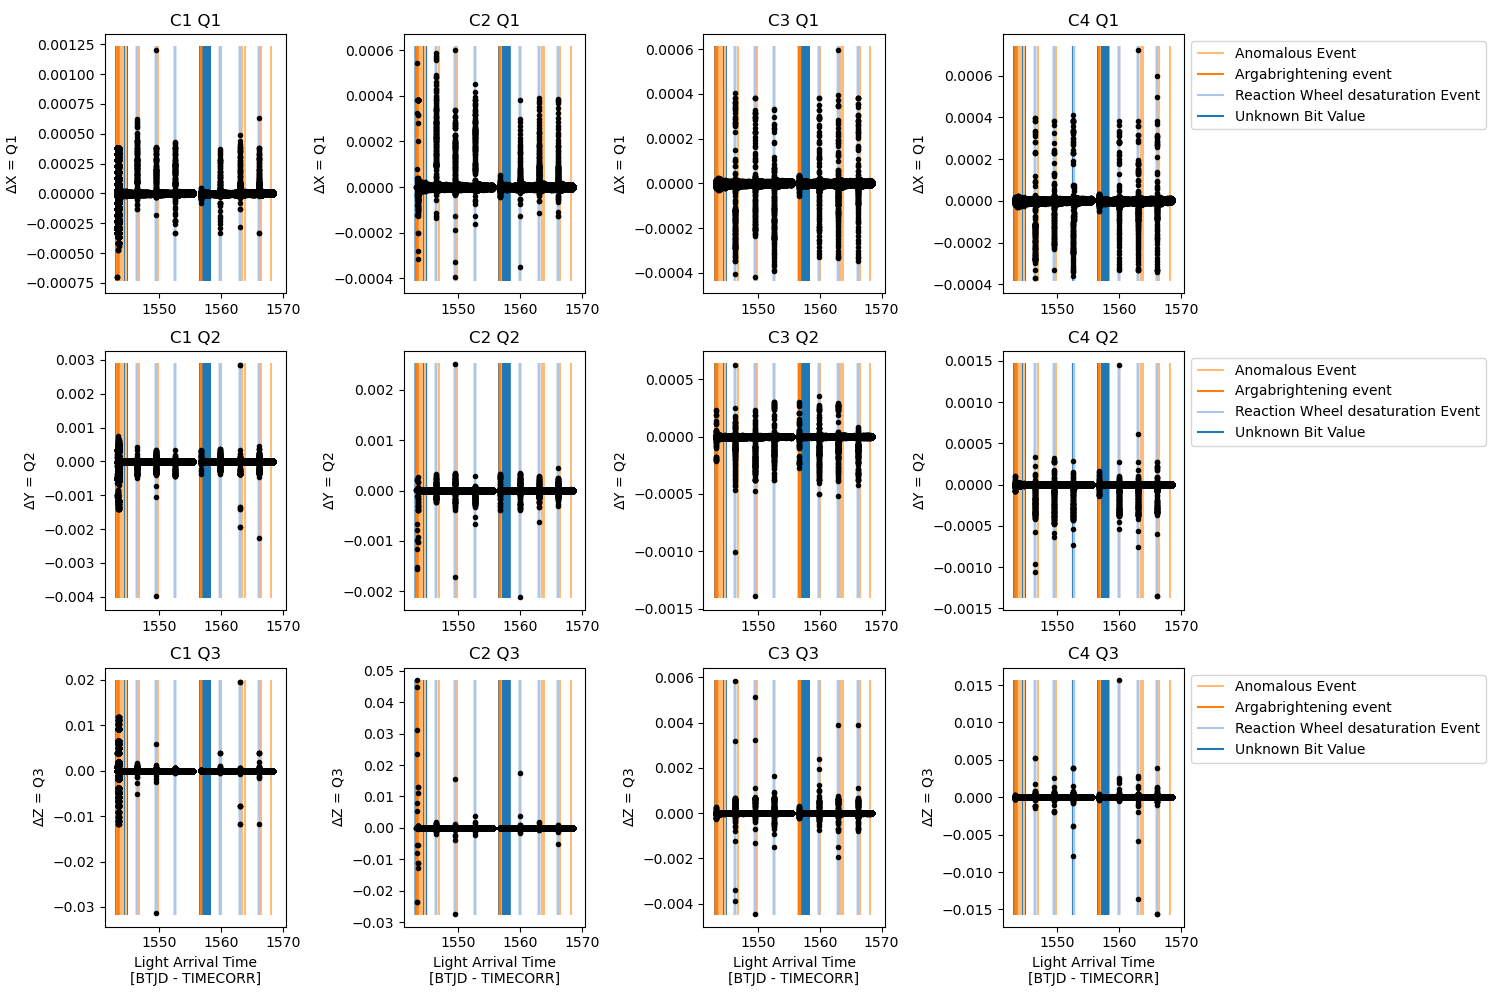 C1 Q1
C2 Q1
C3 Q1
C4 Q1
ΔX = Q1
0.00125
0.00100
0.00075
0.00050
0.00025
0.00000
−0.00025
−0.00050
−0.00075
1550 1560 1570
ΔX = Q1
0.0006
0.0004
0.0002
0.0000
−0.0002
−0.0004
1550 1560 1570
ΔX = Q1
0.0006
0.0004
0.0002
0.0000
−0.0002
−0.0004
1550 1560 1570
ΔX = Q1
0.0006
0.0004
0.0002
0.0000
−0.0002
−0.0004
1550 1560 1570
Anomalous Event
Argabrightening event
Reaction Wheel desaturation Event
Unknown Bit Value
C1 Q2
C2 Q2
C3 Q2
C4 Q2
ΔY = Q2
0.003
0.002
0.001
0.000
−0.001
−0.002
−0.003
−0.004
1550 1560 1570
ΔY = Q2
0.002
0.001
0.000
−0.001
−0.002
1550 1560 1570
ΔY = Q2
0.0005
0.0000
−0.0005
−0.0010
−0.0015
1550 1560 1570
ΔY = Q2
0.0015
0.0010
0.0005
0.0000
−0.0005
−0.0010
−0.0015
1550 1560 1570
Anomalous Event
Argabrightening event
Reaction Wheel desaturation Event
Unknown Bit Value
C1 Q3
C2 Q3
C3 Q3
C4 Q3
ΔZ = Q3
0.02
0.01
0.00
−0.01
−0.02
−0.03
1550 1560 1570
Light Arrival Time
[BTJD - TIMECORR]
ΔZ = Q3
0.05
0.04
0.03
0.02
0.01
0.00
−0.01
−0.02
−0.03
1550 1560 1570
Light Arrival Time
[BTJD - TIMECORR]
ΔZ = Q3
0.006
0.004
0.002
0.000
−0.002
−0.004
1550 1560 1570
Light Arrival Time
[BTJD - TIMECORR]
ΔZ = Q3
0.015
0.010
0.005
0.000
−0.005
−0.010
−0.015
1550 1560 1570
Light Arrival Time
[BTJD - TIMECORR]
Anomalous Event
Argabrightening event
Reaction Wheel desaturation Event
Unknown Bit Value